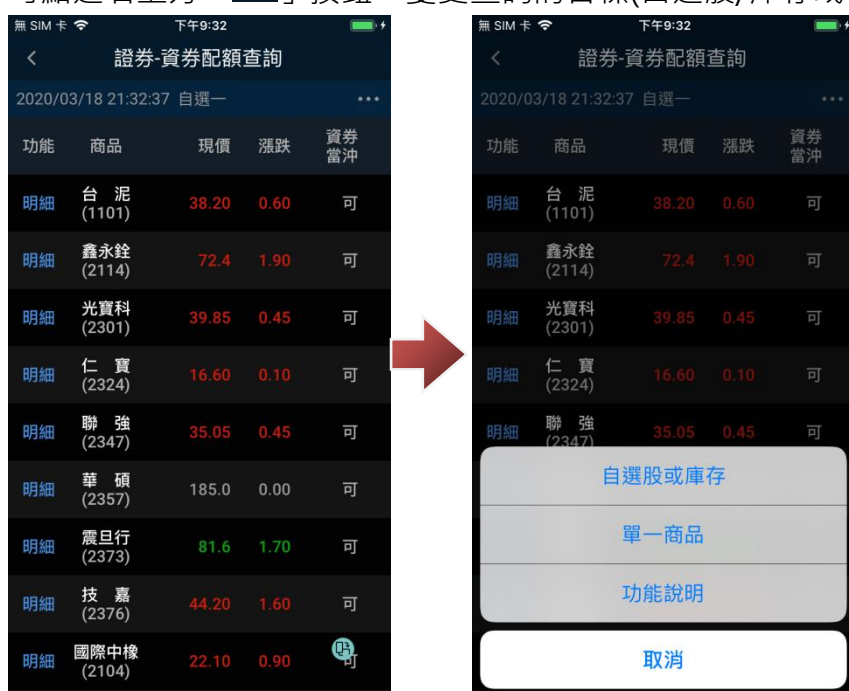 無 SIM 卡 下午9:32
證券-資券配額查詢
2020/03/18 21:32:37 自選一 •••
功能 商品 現價 漲跌 資券當沖
明細 台 泥 (1101) 38.20 0.60 可
明細 鑫永銓 (2114) 72.4 1.90 可
明細 光寶科 (2301) 39.85 0.45 可
明細 仁 寶 (2324) 16.60 0.10 可
明細 聯 強 (2347) 35.05 0.45 可
明細 華 碩 (2357) 185.0 0.00 可
明細 震旦行 (2373) 81.6 1.70 可
明細 技 嘉 (2376) 44.20 1.60 可
明細 國際中橡 (2104) 22.10 0.90 可
無 SIM 卡 下午9:32
證券-資券配額查詢
2020/03/18 21:32:37 自選一 •••
功能 商品 現價 漲跌 資券當沖
明細 台 泥 (1101) 38.20 0.60 可
明細 鑫永銓 (2114) 72.4 1.90 可
明細 光寶科 (2301) 39.85 0.45 可
明細 仁 寶 (2324) 16.60 0.10 可
明細 聯 強 (2347) 35.05 0.45 可
自選股或庫存
單一商品
功能說明
取消